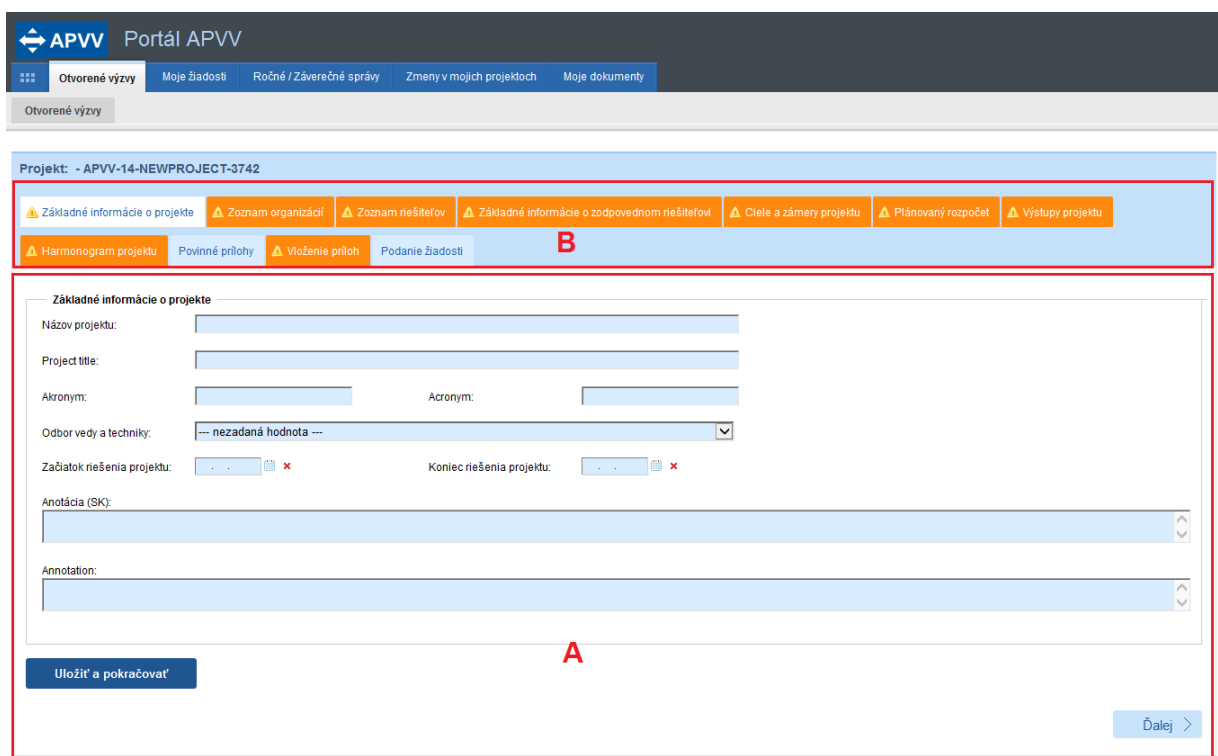 APVV Portál APVV
Otvorené výzvy Moje žiadosti Ročné / Záverečné správy Zmeny v mojich projektoch Moje dokumenty
Otvorené výzvy
Projekt: - APVV-14-NEWPROJECT-3742
Základné informácie o projekte Zoznam organizácií Zoznam riešiteľov Základné informácie o zodpovednom riešiteľovi Ciele a zámery projektu Plánovaný rozpočet Výstupy projektu
B
Harmonogram projektu Povinné prílohy Vloženie príloh Podanie žiadosti
Základné informácie o projekte
Názov projektu:
Project title:
Akronym: Acronym:
Odbor vedy a techniky: --- nezadaná hodnota ---
Začiatok riešenia projektu: . . Koniec riešenia projektu: . .
Anotácia (SK):
Annotation:
A
Uložiť a pokračovať
Ďalej